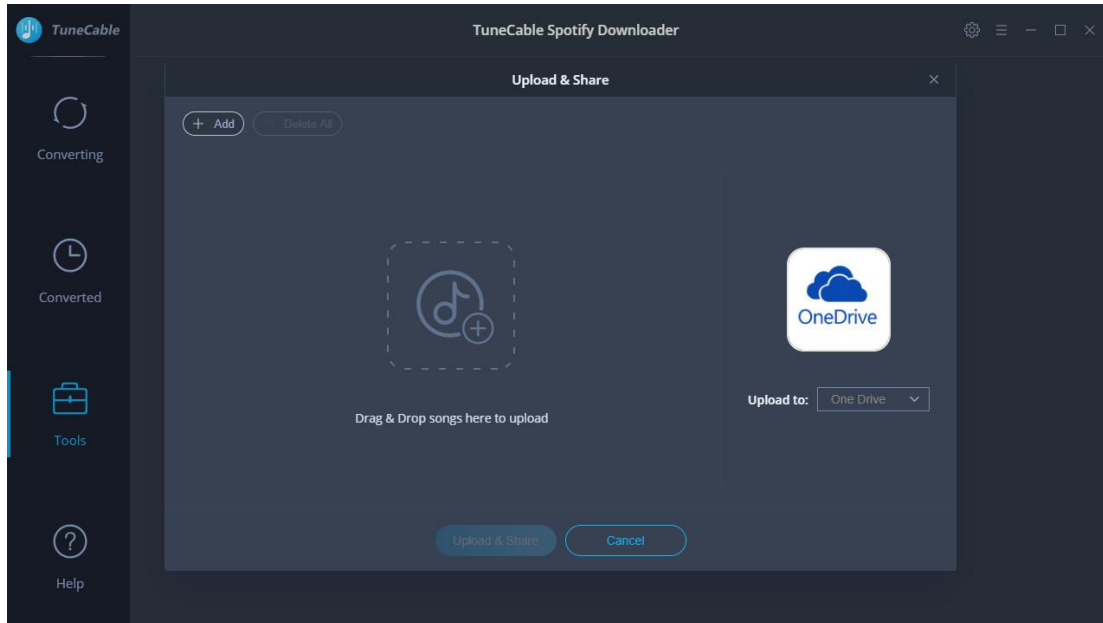 TuneCable
TuneCable Spotify Downloader
Upload & Share
+ Add
Delete All
Converting
Converted
Tools
Help
Drag & Drop songs here to upload
OneDrive
Upload to: One Drive
Upload & Share
Cancel